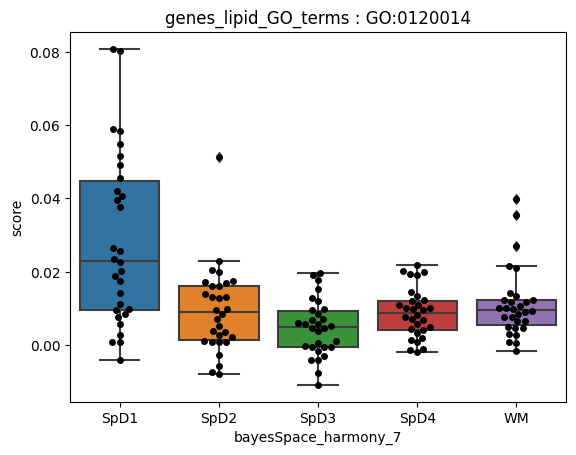 genes_lipid_GO_terms : GO:0120014
score
0.08
0.06
0.04
0.02
0.00
SpD1 SpD2 SpD3 SpD4 WM
bayesSpace_harmony_7